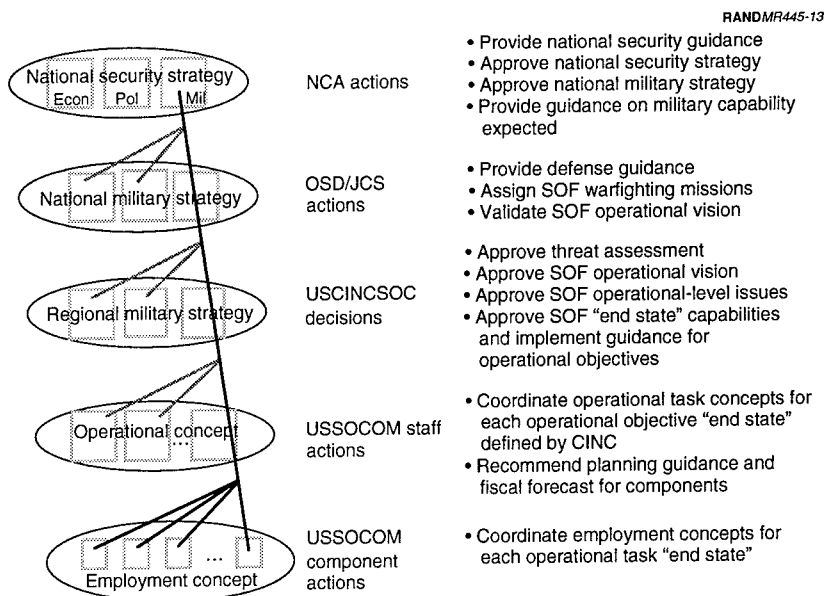 RANDMR445-13
National security strategy
Econ Pol Mil
NCA actions
• Provide national security guidance
• Approve national security strategy
• Approve national military strategy
• Provide guidance on military capability
expected
National military strategy
OSD/JCS
actions
• Provide defense guidance
• Assign SOF warfighting missions
• Validate SOF operational vision
Regional military strategy
USCINCSOC
decisions
• Approve threat assessment
• Approve SOF operational vision
• Approve SOF operational-level issues
• Approve SOF “end state” capabilities
and implement guidance for
operational objectives
Operational concept
...
USSOCOM staff
actions
• Coordinate operational task concepts for
each operational objective “end state”
defined by CINC
• Recommend planning guidance and
fiscal forecast for components
...
Employment concept
USSOCOM
component
actions
• Coordinate employment concepts for
each operational task “end state”